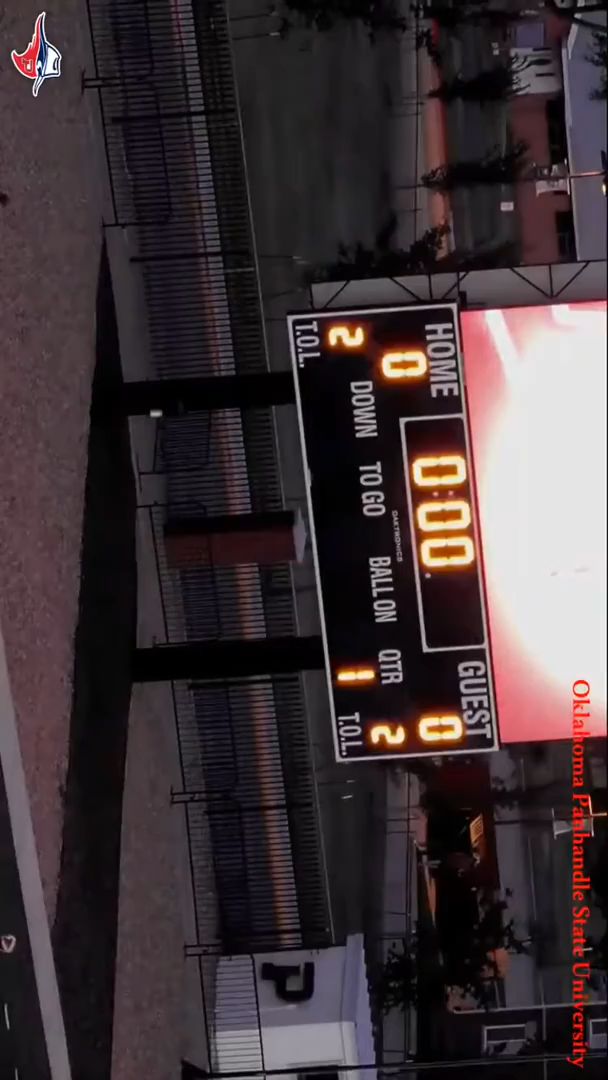 HOME
GUEST
0
0:00
0
DOWN
TO GO
BALL ON
QTR
DAKTRONICS
T.O.L.
2
1
2
T.O.L.
Oklahoma Panhandle State University